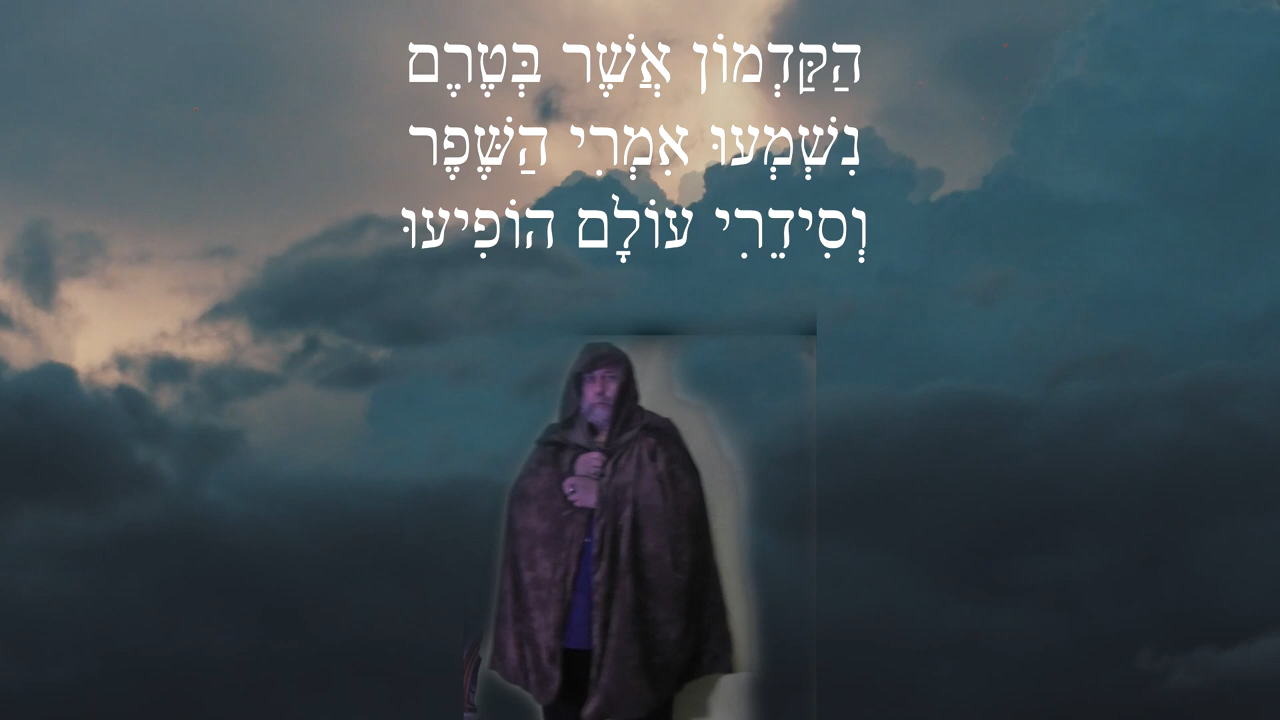 הַקַּדְמוֹן אֲשֶׁר בְּטֶרֶם
נִשְׁמְעוּ אִמְרִי הַשֶּׁפֶר
וְסִידֵרִי עוֹלָם הוֹפִיעוּ